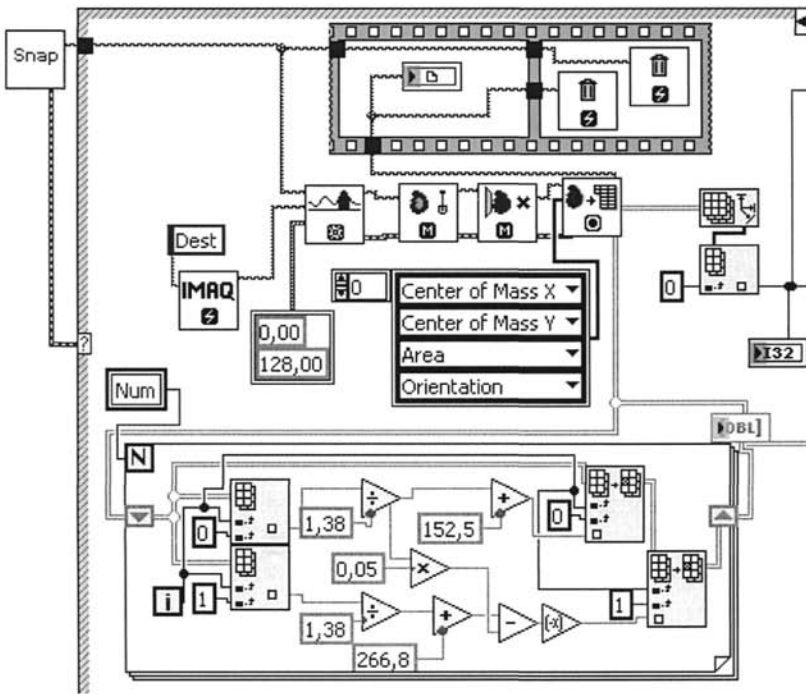 Snap
Dest
IMAQ
M
M
0,00
128,00
0
Center of Mass X
Center of Mass Y
Area
Orientation
0
I32
?
Num
DBL]
N
0
1,38
÷
+
152,5
0
0,05
×
i
1
1,38
÷
+
266,8
−
(-X)
1